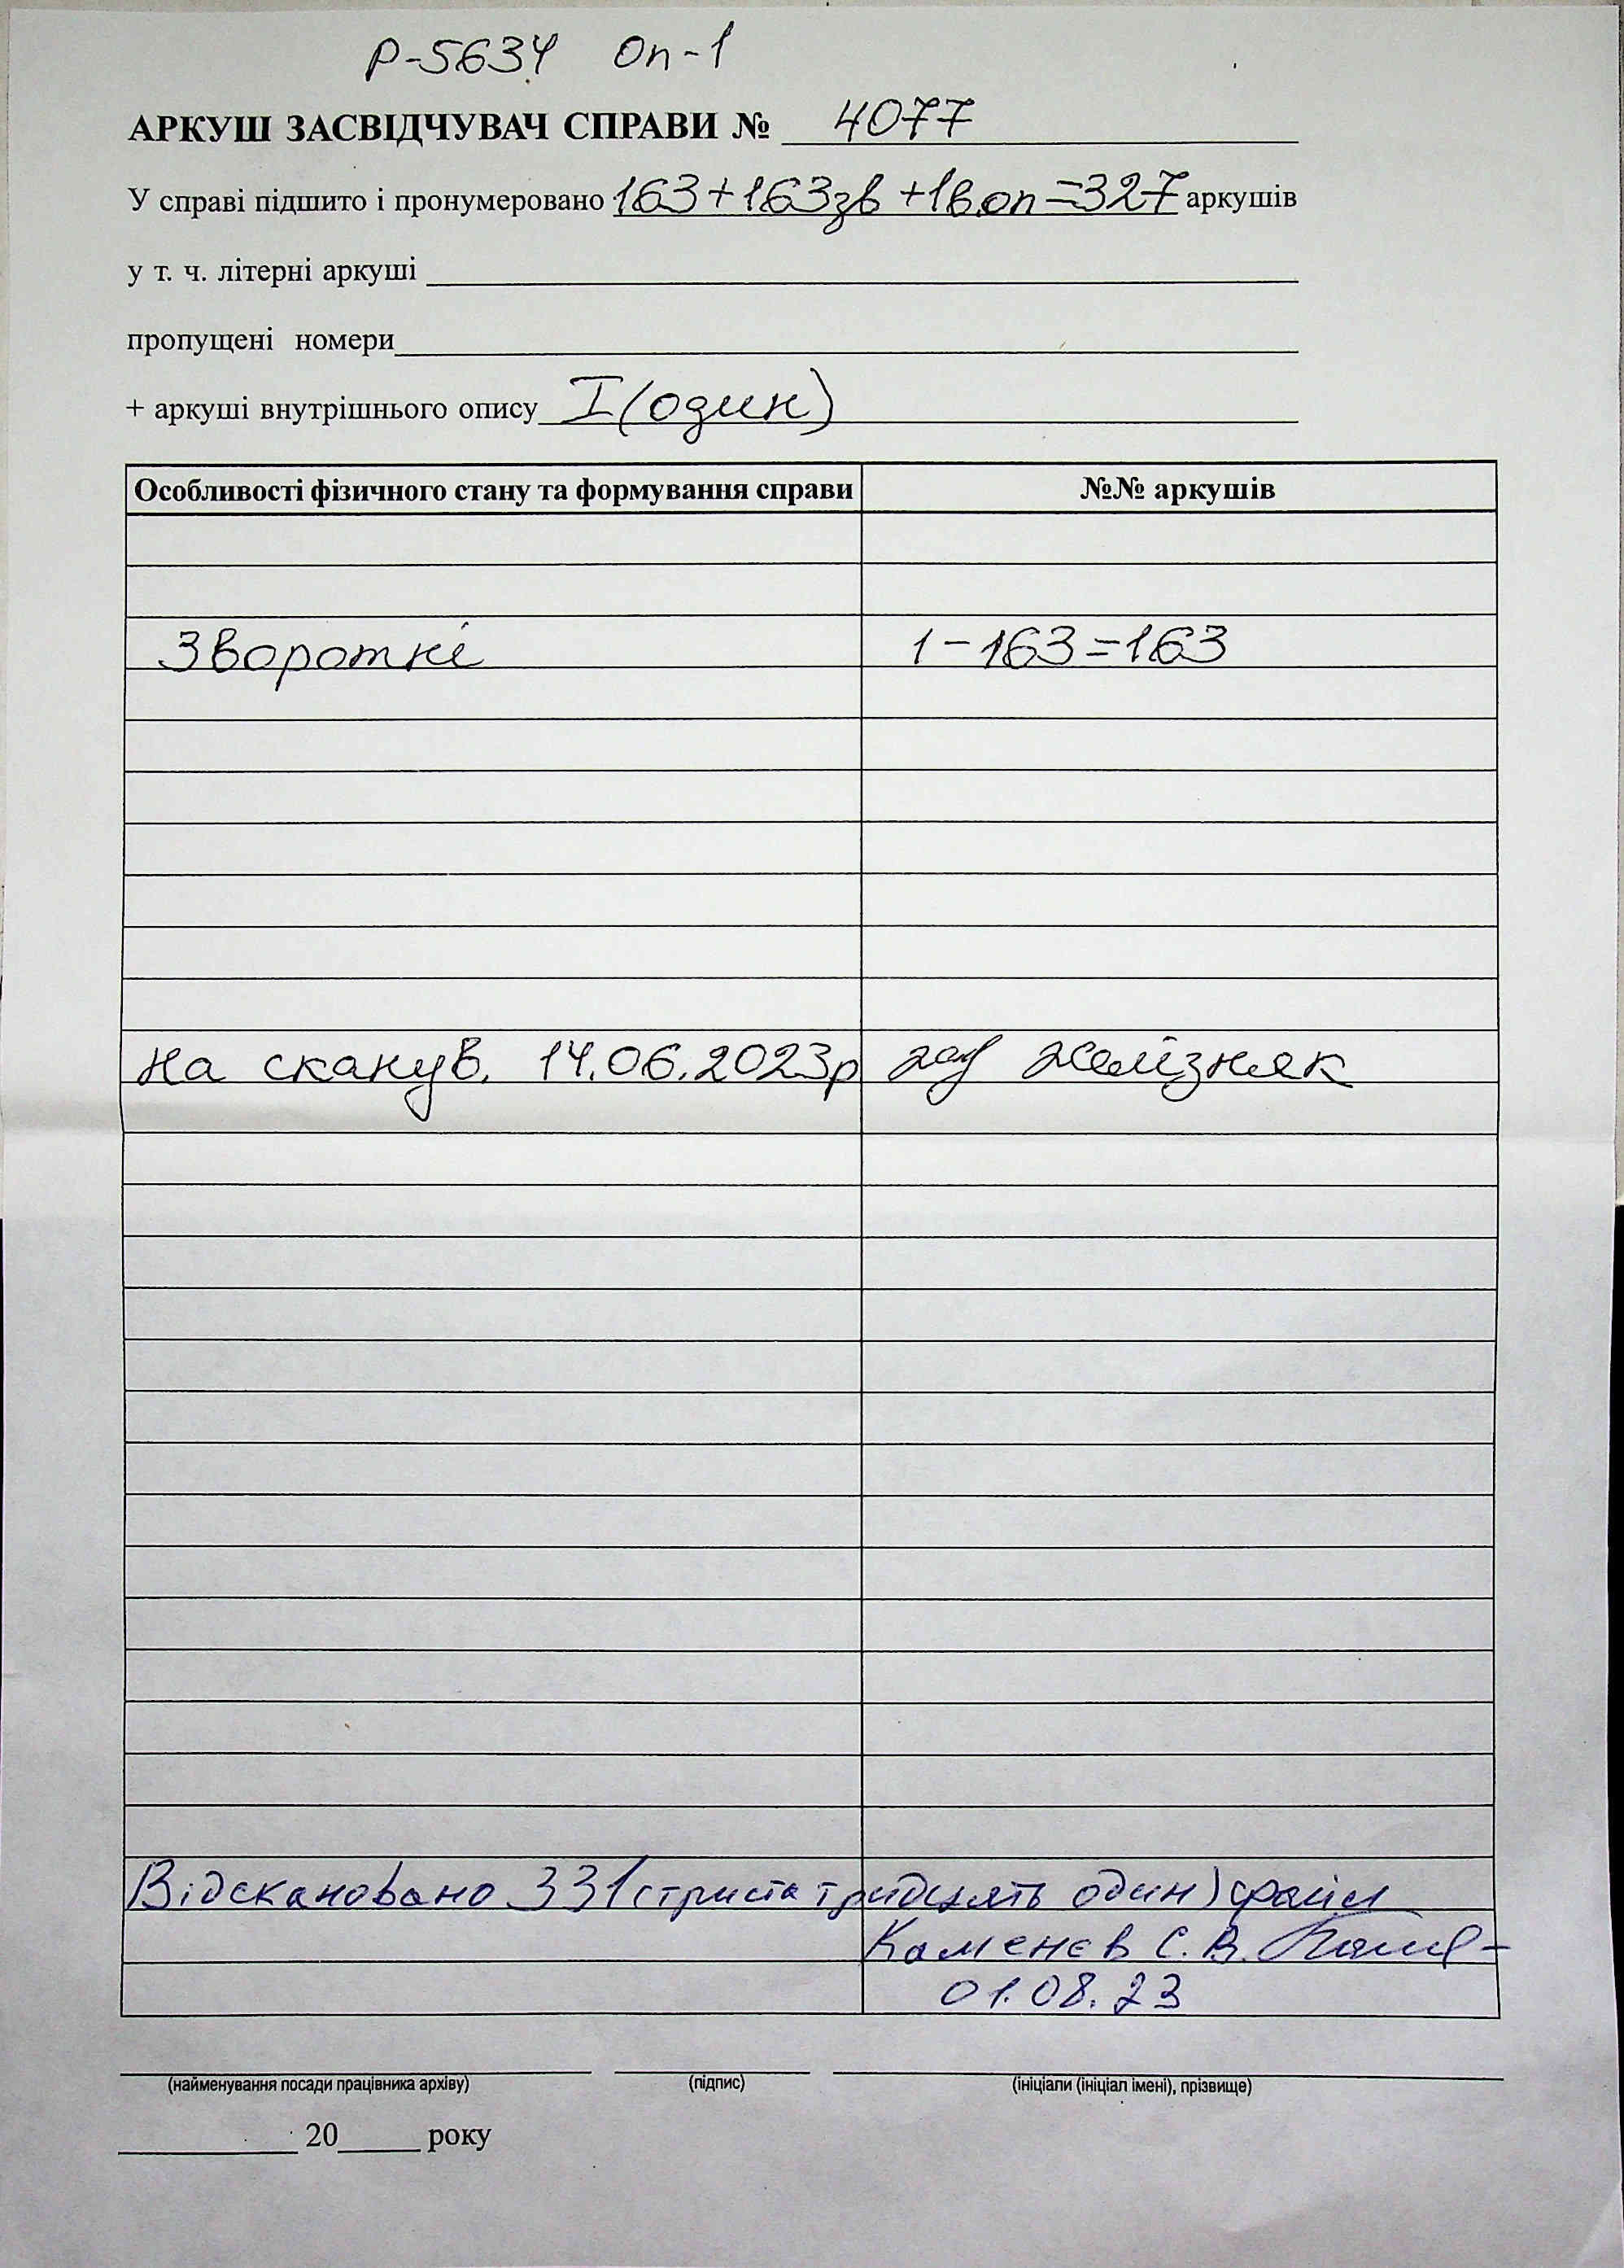 Р-5634 Оп-1
АРКУШ ЗАСВІДЧУВАЧ СПРАВИ № 4077
У справі підшито і пронумеровано 163+163зв+1в.оп=327 аркушів
у т. ч. літерні аркуші
пропущені номери
+ аркуші внутрішнього опису I (один)
Особливості фізичного стану та формування справи №№ аркушів
Зворотні 1-163=163
на сканув. 14.06.2023р Желізняк
Відскановано 331 (триста тридцять один) файл
Каменєв С.В.
01.08.23
(найменування посади працівника архіву) (підпис) (ініціали (ініціал імені), прізвище)
20 року